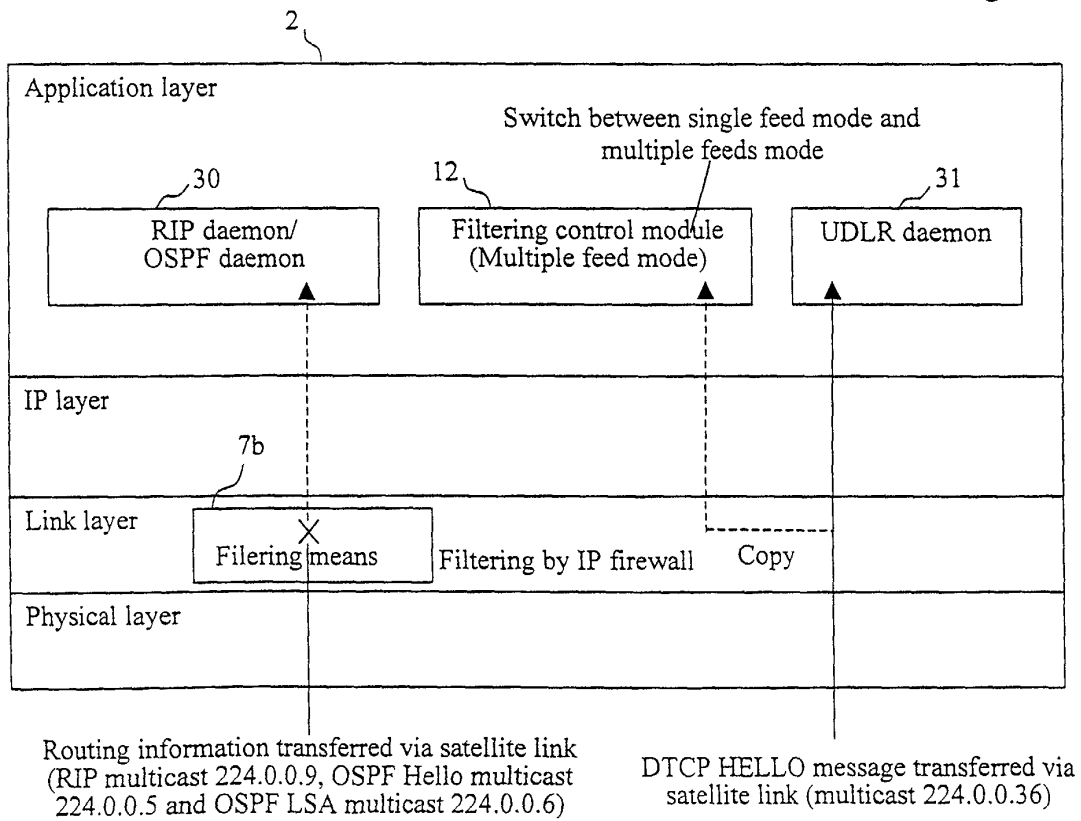 2
Application layer
Switch between single feed mode and
multiple feeds mode
30
12
31
RIP daemon/
OSPF daemon
Filtering control module
(Multiple feed mode)
UDLR daemon
IP layer
7b
Link layer
Filering means
Filtering by IP firewall
Copy
Physical layer
Routing information transferred via satellite link
(RIP multicast 224.0.0.9, OSPF Hello multicast
224.0.0.5 and OSPF LSA multicast 224.0.0.6)
DTCP HELLO message transferred via
satellite link (multicast 224.0.0.36)